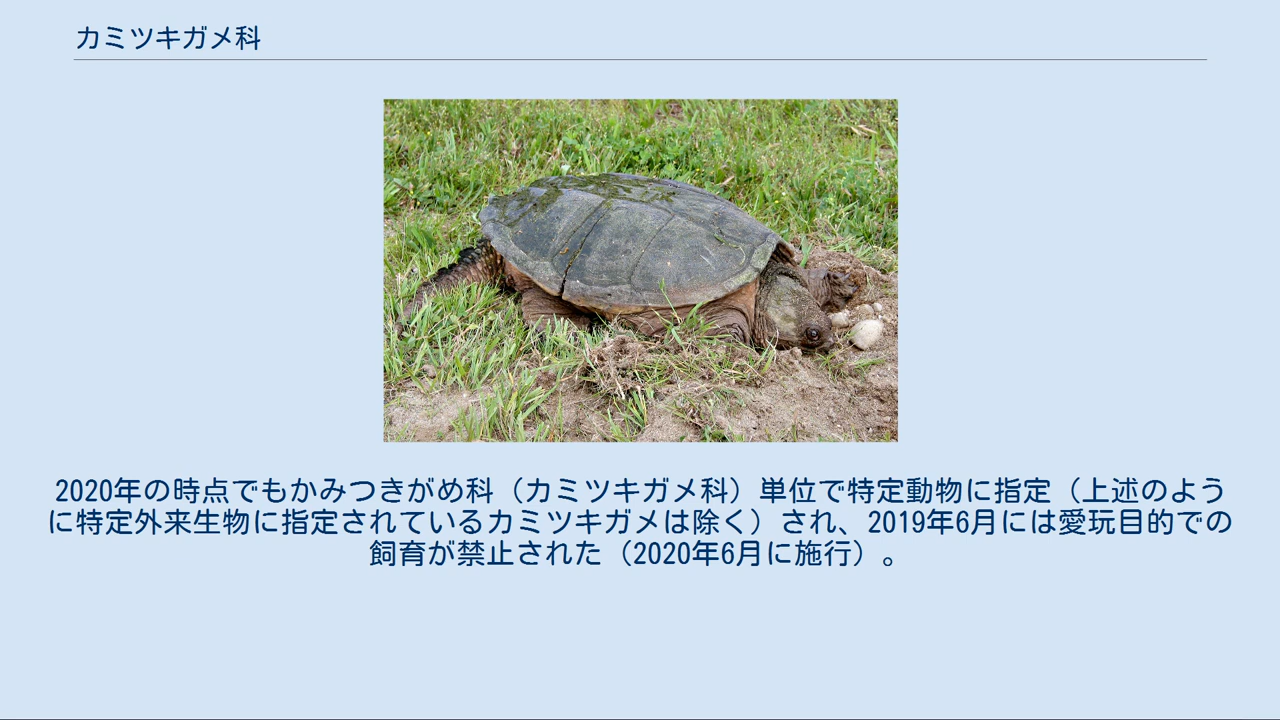 カミツキガメ科
2020年の時点でもかみつきがめ科（カミツキガメ科）単位で特定動物に指定（上述のよう
に特定外来生物に指定されているカミツキガメは除く）され、2019年6月には愛玩目的での
飼育が禁止された（2020年6月に施行）。